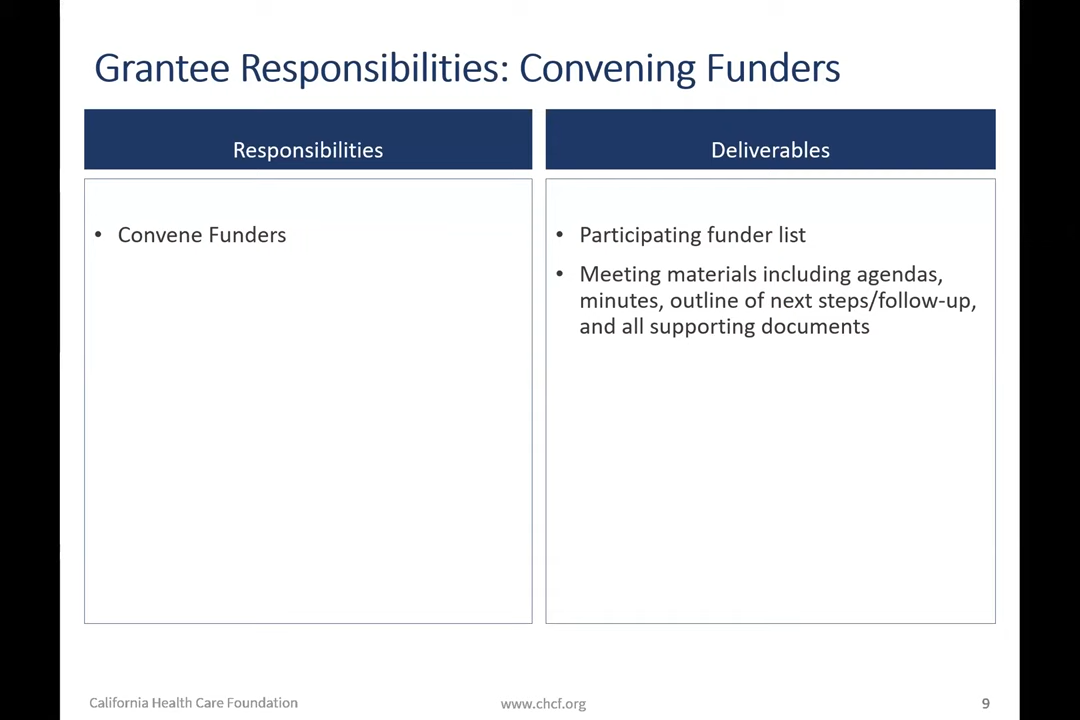 Grantee Responsibilities: Convening Funders
Responsibilities
• Convene Funders
Deliverables
• Participating funder list
• Meeting materials including agendas,
minutes, outline of next steps/follow-up,
and all supporting documents
California Health Care Foundation
www.chcf.org
9